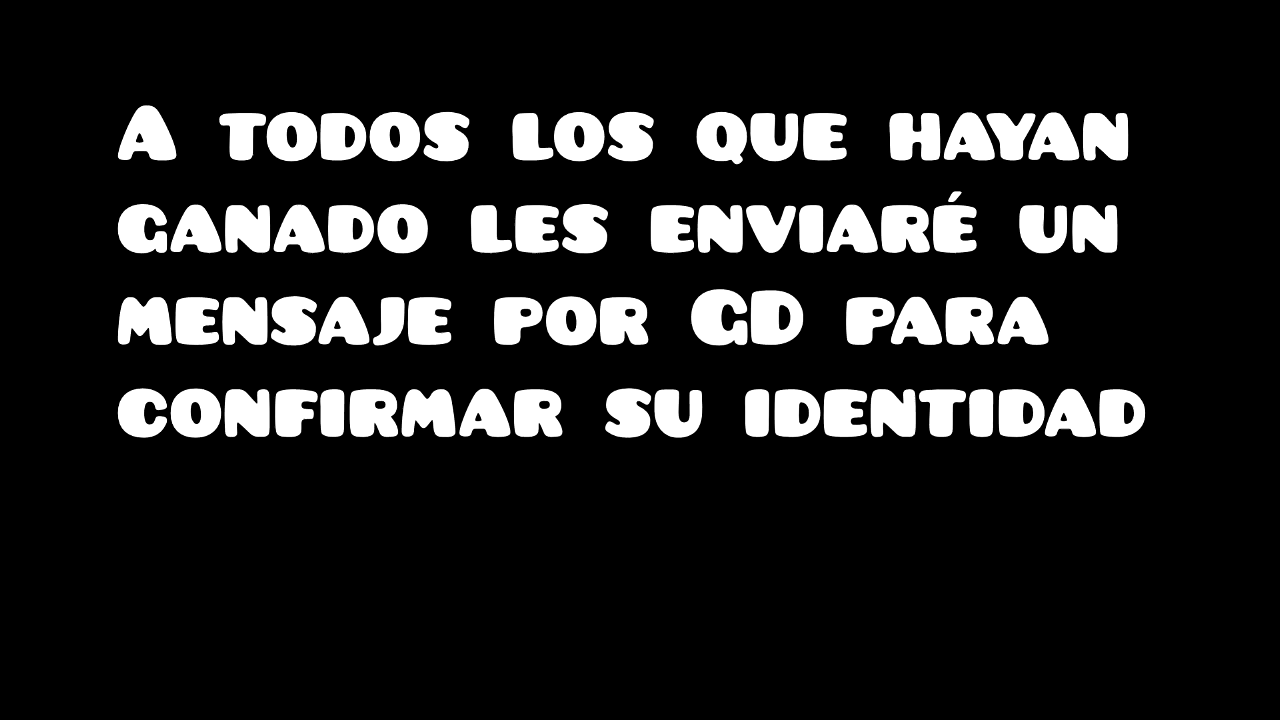 A todos los que hayan
ganado les enviaré un
mensaje por GD para
confirmar su identidad